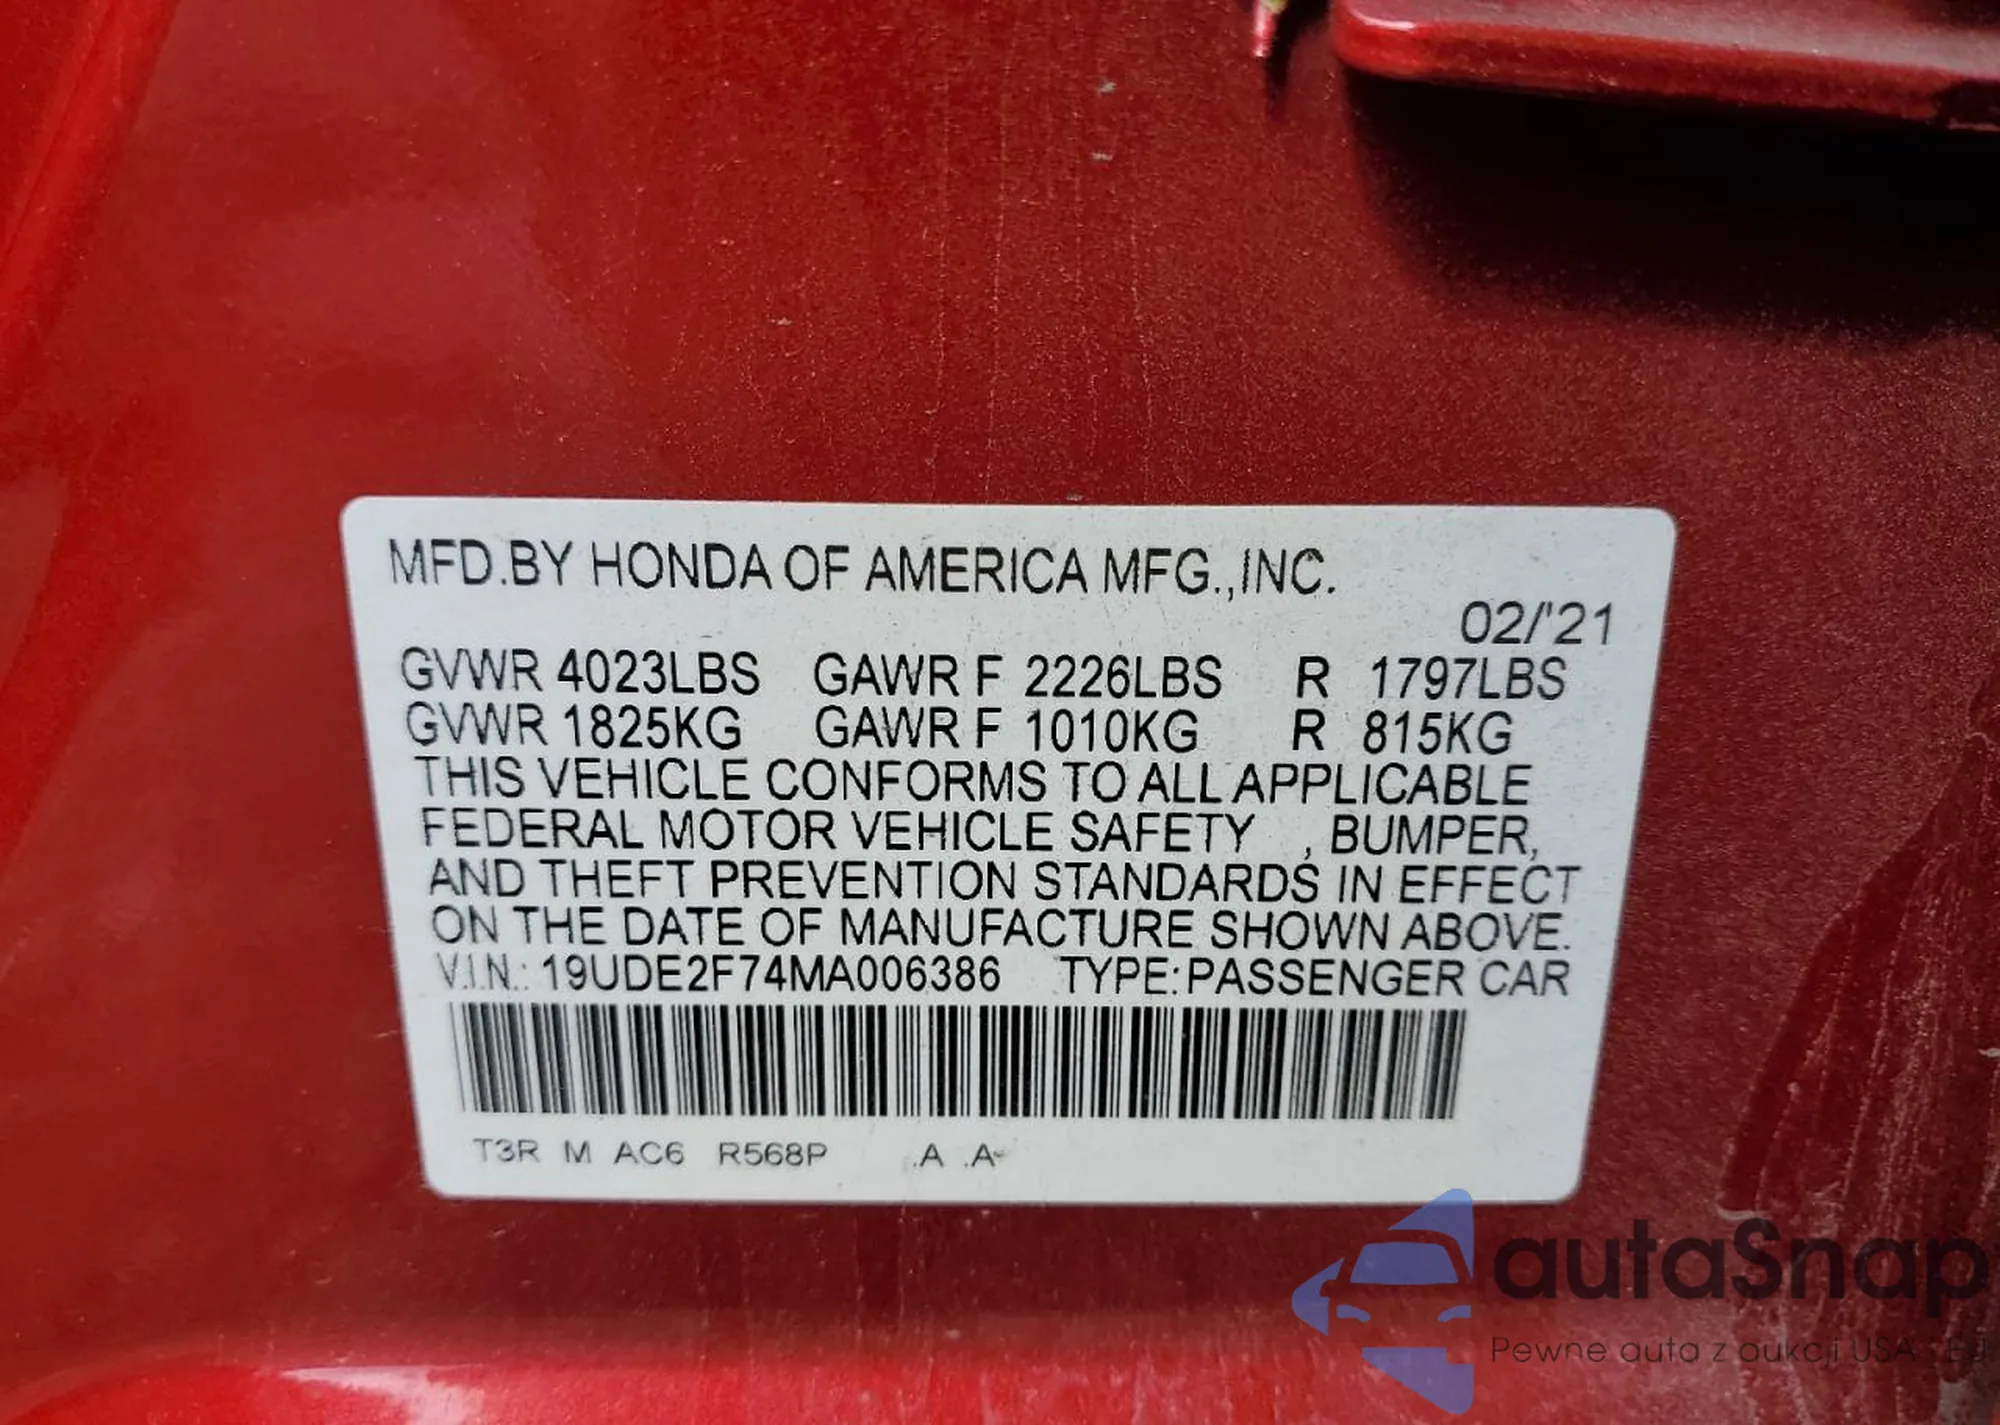 MFD.BY HONDA OF AMERICA MFG.,INC.
02/'21
GVWR 4023LBS GAWR F 2226LBS R 1797LBS
GVWR 1825KG GAWR F 1010KG R 815KG
THIS VEHICLE CONFORMS TO ALL APPLICABLE
FEDERAL MOTOR VEHICLE SAFETY , BUMPER,
AND THEFT PREVENTION STANDARDS IN EFFECT
ON THE DATE OF MANUFACTURE SHOWN ABOVE.
V.I.N.: 19UDE2F74MA006386 TYPE:PASSENGER CAR
T3R M AC6 R568P .A .A
autaSnap
Pewne auta z aukcji USA i EU